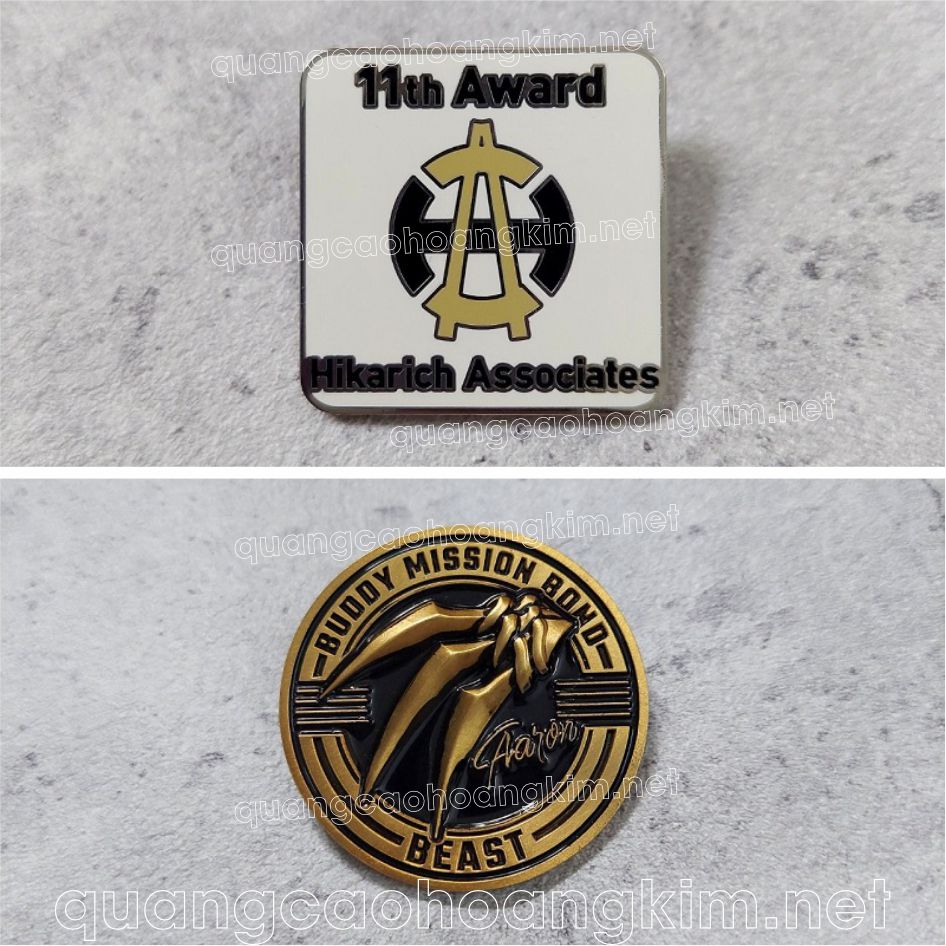 quangcaohoangkim.net
11th Award
quangcaohoangkim.net
Hikarich Associates
quangcaohoangkim.net
quangcaohoangkim.net
BUDDY MISSION BOND
Aaron
quangcaohoangkim.net
BEAST
quangcaohoangkim.net